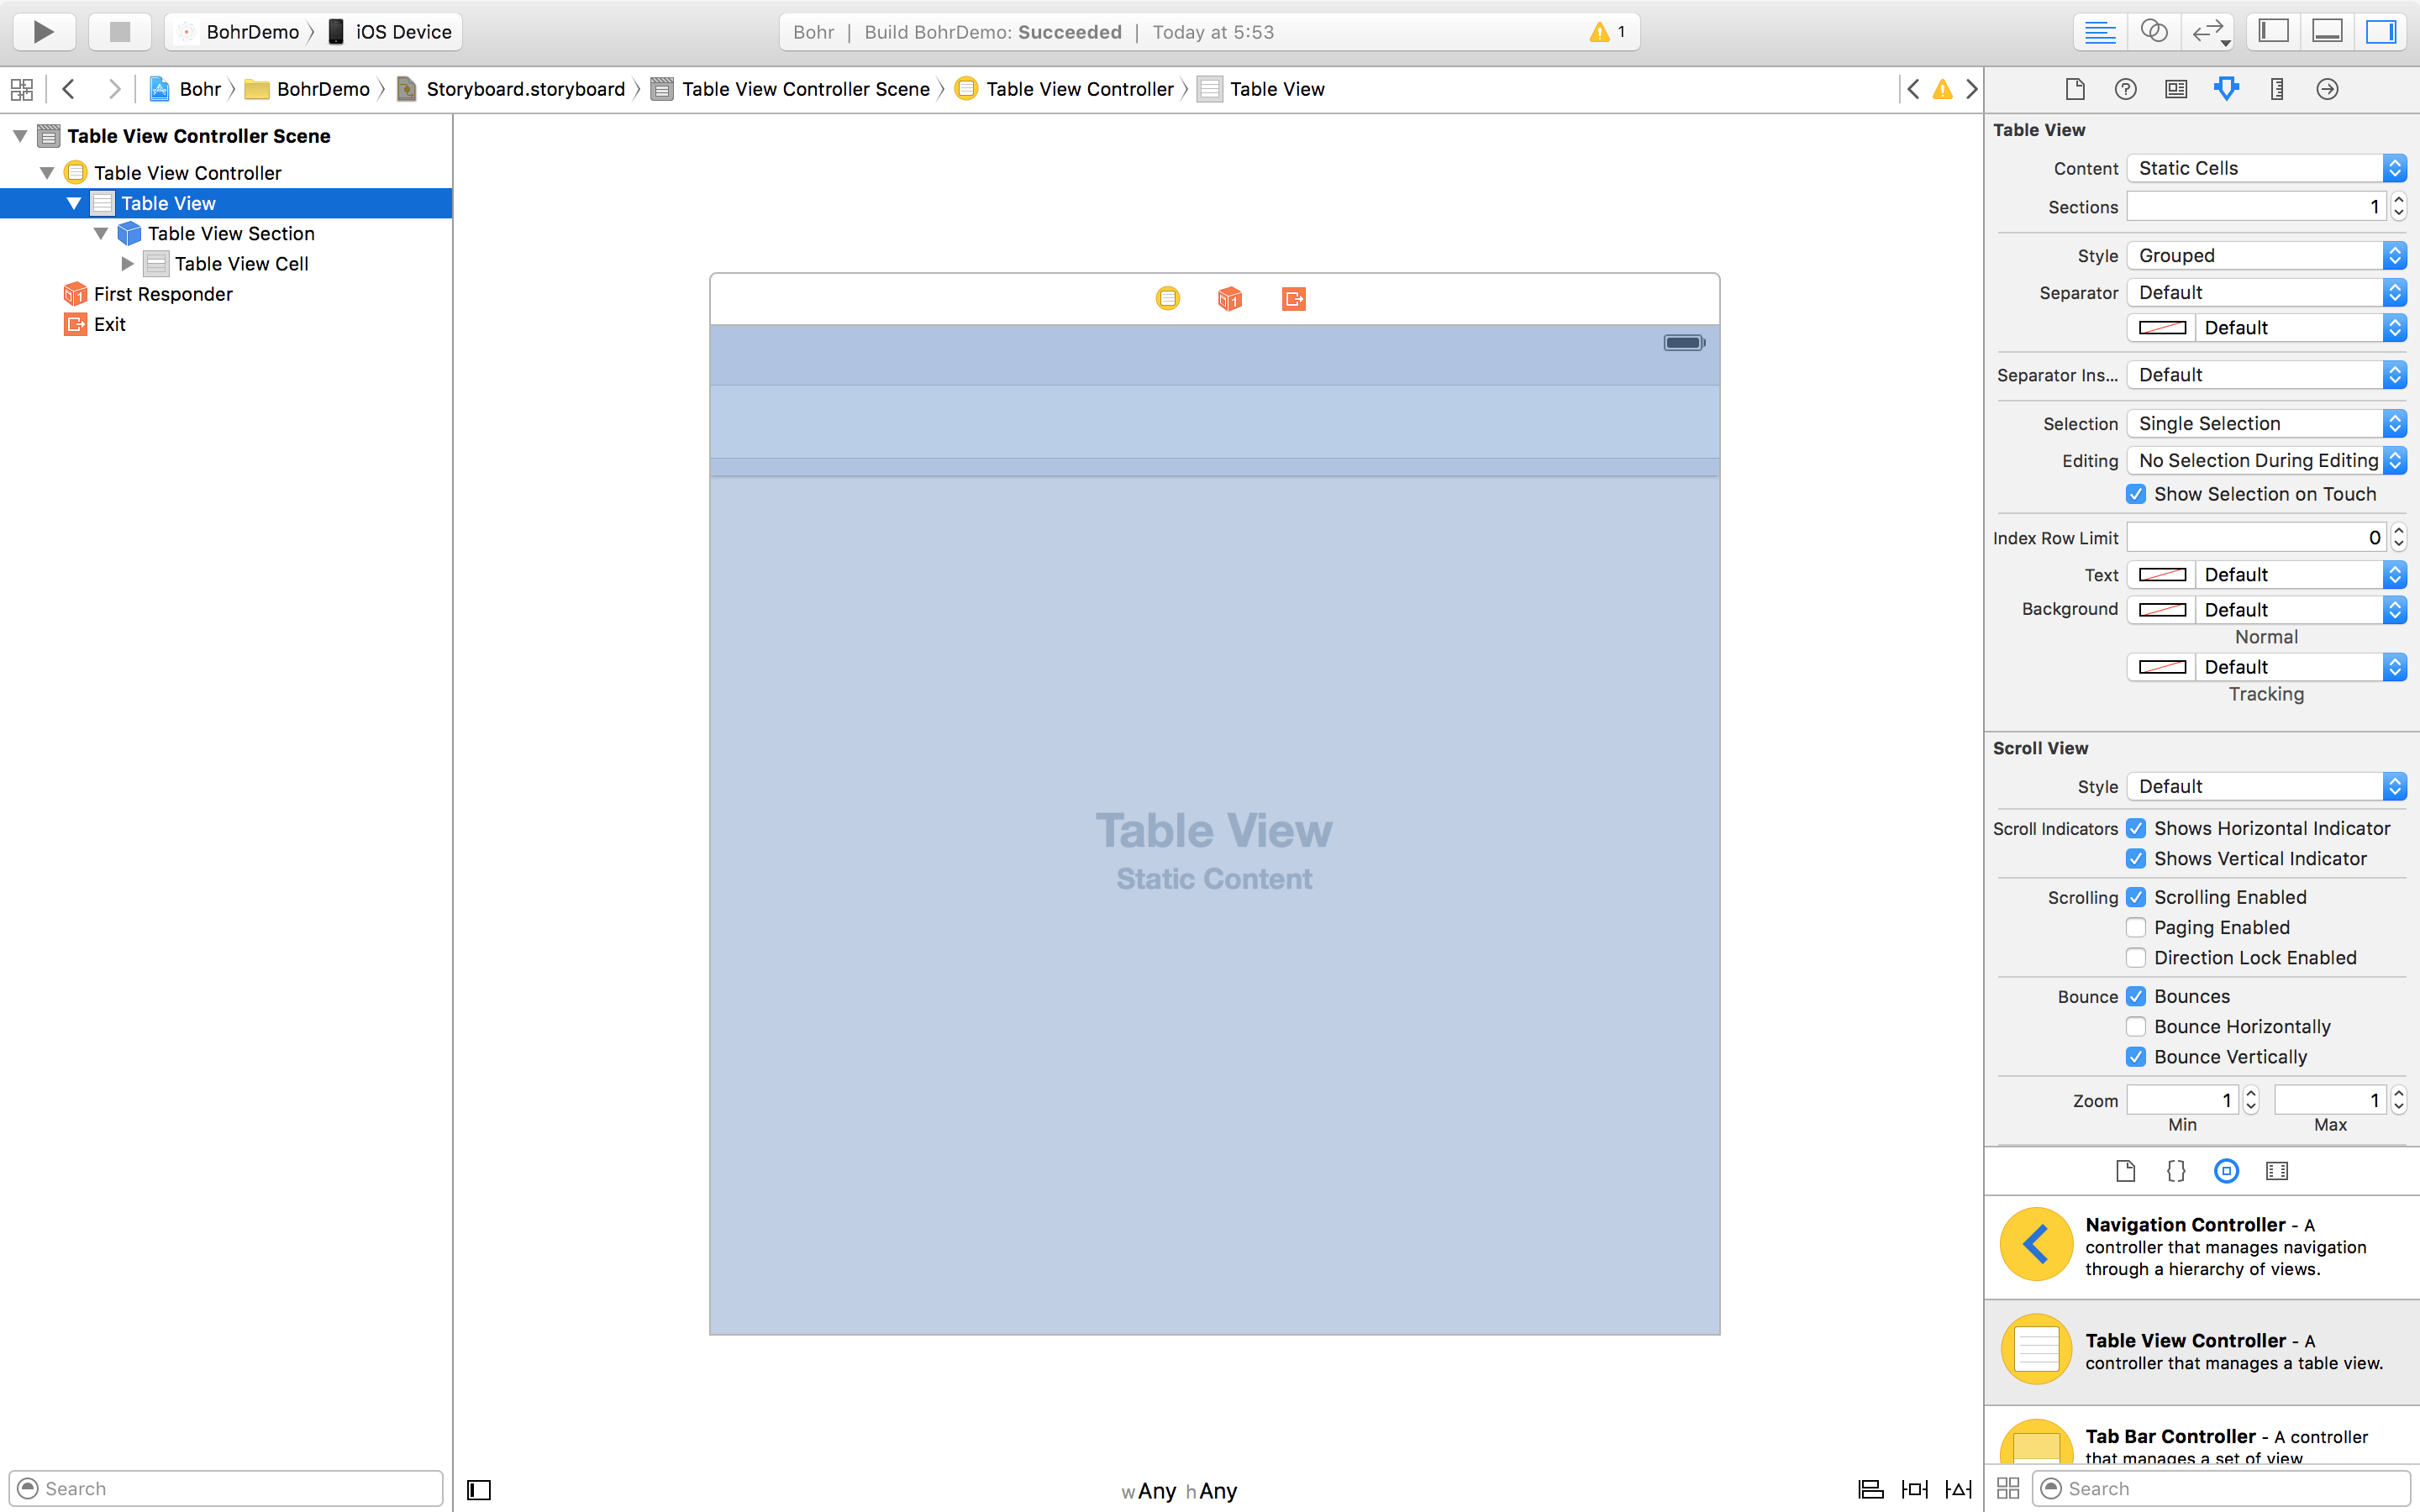 BohrDemo iOS Device
Bohr | Build BohrDemo: Succeeded | Today at 5:53
1
Bohr BohrDemo Storyboard.storyboard Table View Controller Scene Table View Controller Table View
Table View Controller Scene
Table View Controller
Table View
Table View Section
Table View Cell
First Responder
Exit
Search
Table View
Static Content
wAny hAny
Table View
Content Static Cells
Sections 1
Style Grouped
Separator Default
Default
Separator Ins... Default
Selection Single Selection
Editing No Selection During Editing
Show Selection on Touch
Index Row Limit 0
Text Default
Background Default
Normal
Default
Tracking
Scroll View
Style Default
Scroll Indicators Shows Horizontal Indicator
Shows Vertical Indicator
Scrolling Scrolling Enabled
Paging Enabled
Direction Lock Enabled
Bounce Bounces
Bounce Horizontally
Bounce Vertically
Zoom 1 1
Min Max
{}
Navigation Controller - A
controller that manages navigation
through a hierarchy of views.
Table View Controller - A
controller that manages a table view.
Tab Bar Controller - A controller
that manages a set of view
Search